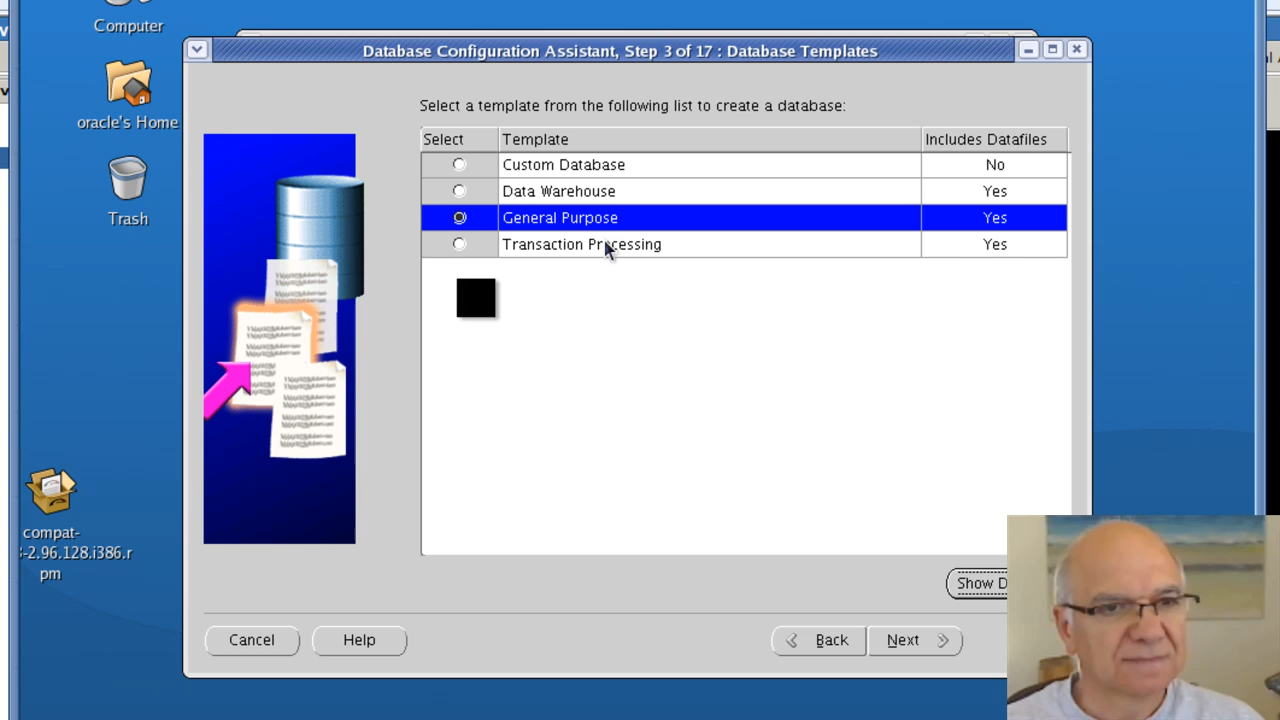 Computer
oracle's Home
Trash
compat-
-2.96.128.i386.r
pm
Database Configuration Assistant, Step 3 of 17 : Database Templates
Select a template from the following list to create a database:
Select Template Includes Datafiles
Custom Database No
Data Warehouse Yes
General Purpose Yes
Transaction Processing Yes
Show D
Cancel Help Back Next